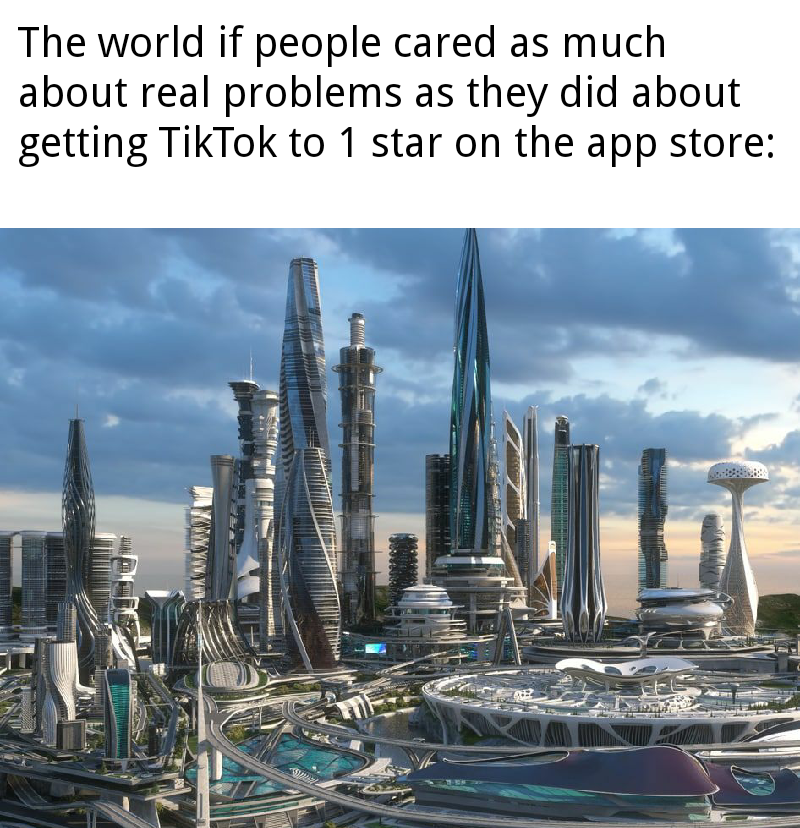 The world if people cared as much
about real problems as they did about
getting TikTok to 1 star on the app store: